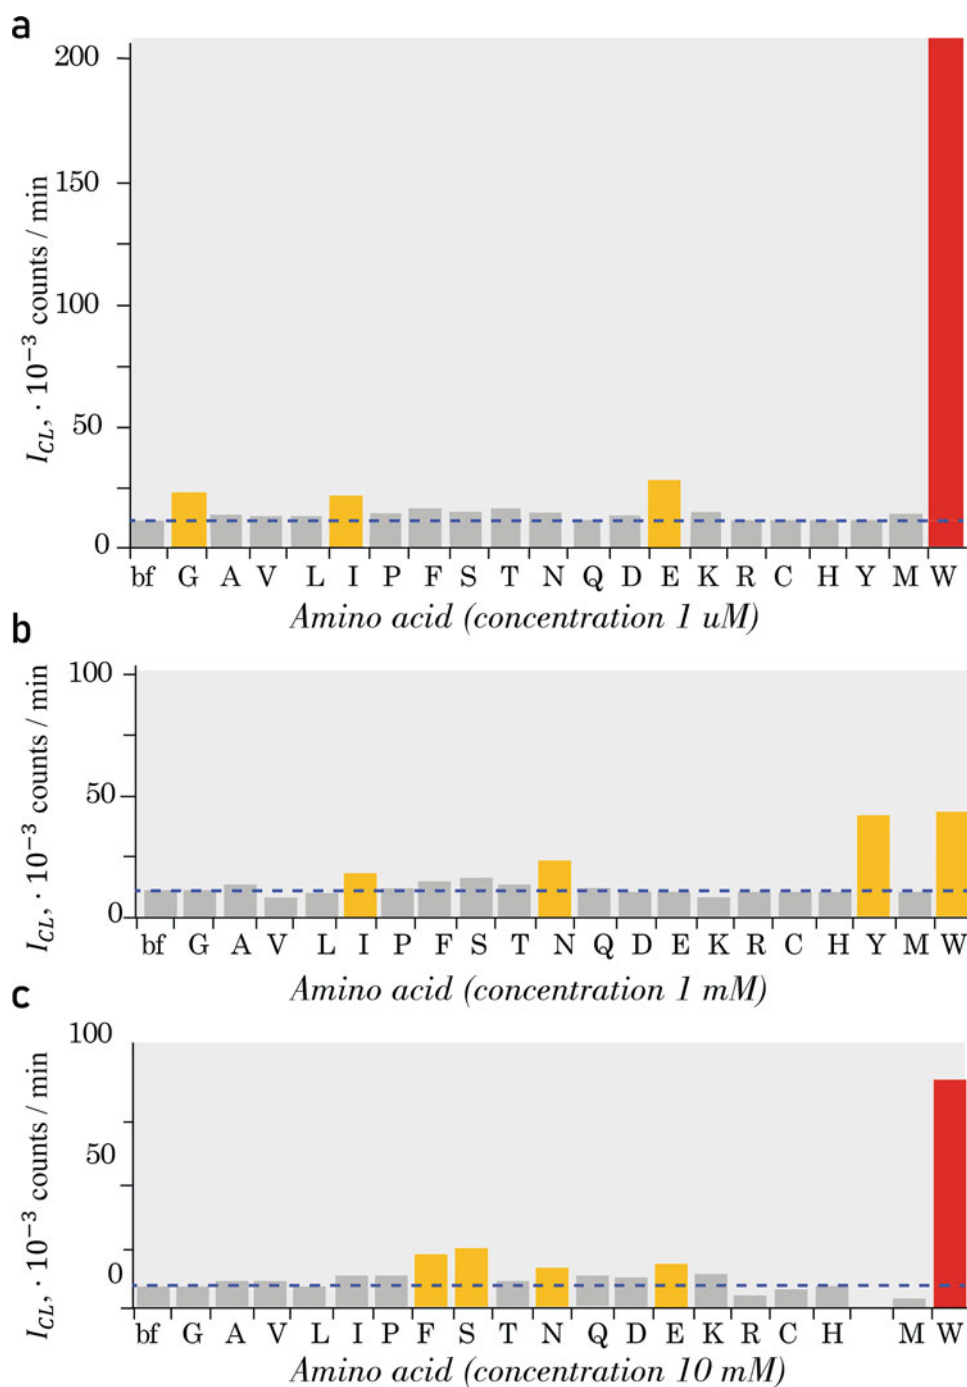 a
200
150
100
50
0
I_CL, · 10⁻³ counts / min
bf G A V L I P F S T N Q D E K R C H Y M W
Amino acid (concentration 1 uM)
b
100
50
0
I_CL, · 10⁻³ counts / min
bf G A V L I P F S T N Q D E K R C H Y M W
Amino acid (concentration 1 mM)
c
100
50
0
I_CL, · 10⁻³ counts / min
bf G A V L I P F S T N Q D E K R C H M W
Amino acid (concentration 10 mM)